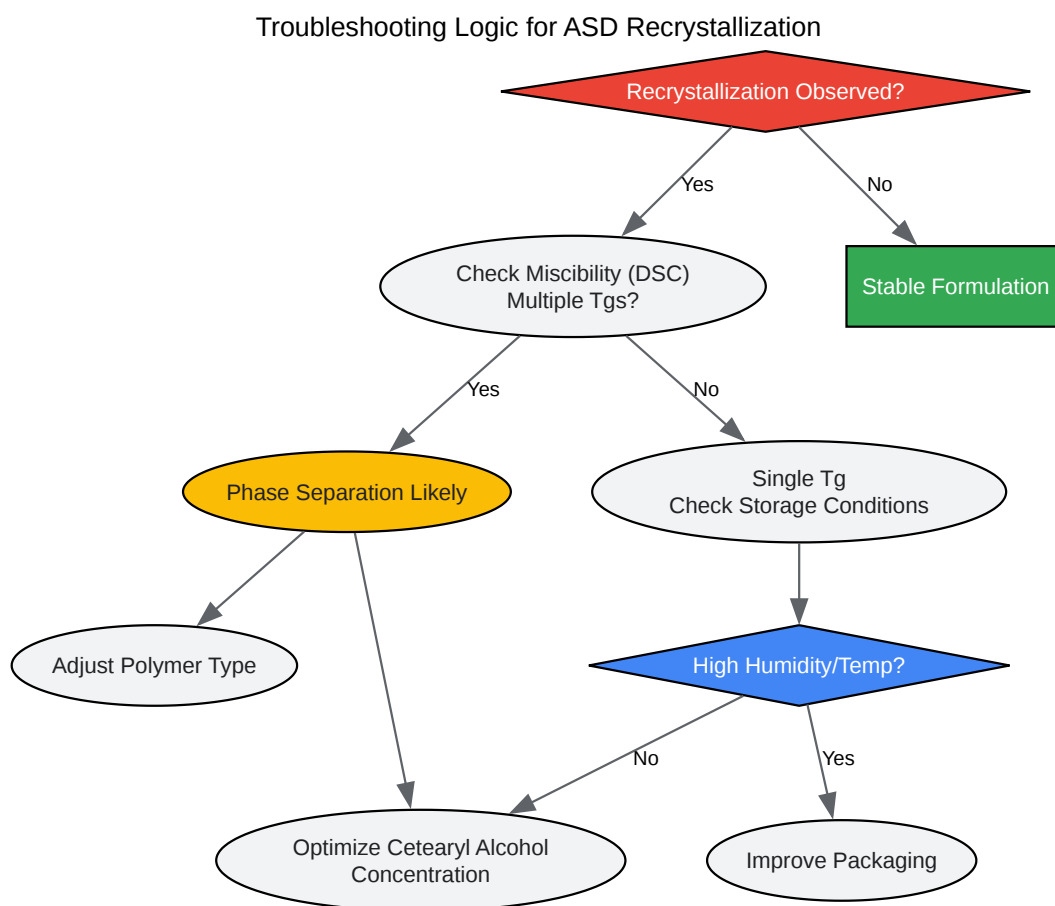 Troubleshooting Logic for ASD Recrystallization
Recrystallization Observed?
Yes
No
Check Miscibility (DSC)
Multiple Tgs?
Stable Formulation
Yes
No
Phase Separation Likely
Single Tg
Check Storage Conditions
Adjust Polymer Type
High Humidity/Temp?
No
Yes
Optimize Cetearyl Alcohol
Concentration
Improve Packaging